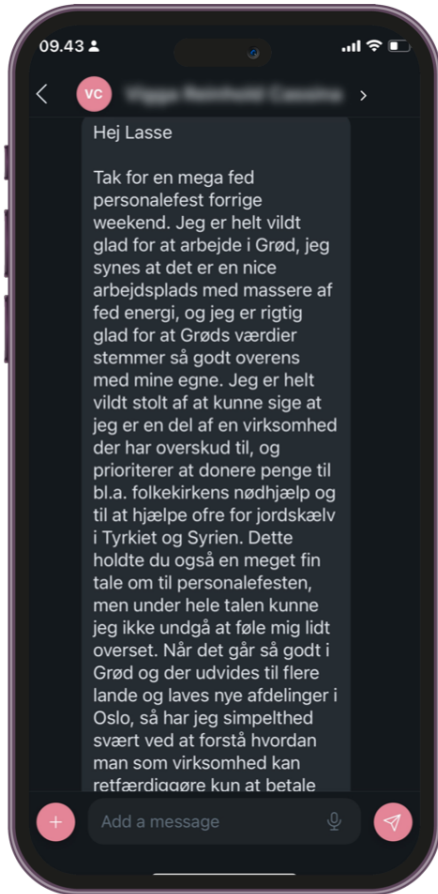 09.43
VC
Hej Lasse
Tak for en mega fed
personalefest forrige
weekend. Jeg er helt vildt
glad for at arbejde i Grød, jeg
synes at det er en nice
arbejdsplads med massere af
fed energi, og jeg er rigtig
glad for at Grøds værdier
stemmer så godt overens
med mine egne. Jeg er helt
vildt stolt af at kunne sige at
jeg er en del af en virksomhed
der har overskud til, og
prioriterer at donere penge til
bl.a. folkekirkens nødhjælp og
til at hjælpe ofre for jordskælv
i Tyrkiet og Syrien. Dette
holdte du også en meget fin
tale om til personalefesten,
men under hele talen kunne
jeg ikke undgå at føle mig lidt
overset. Når det går så godt i
Grød og der udvides til flere
lande og laves nye afdelinger i
Oslo, så har jeg simpelthed
svært ved at forstå hvordan
man som virksomhed kan
retfærdiggøre kun at betale
Add a message